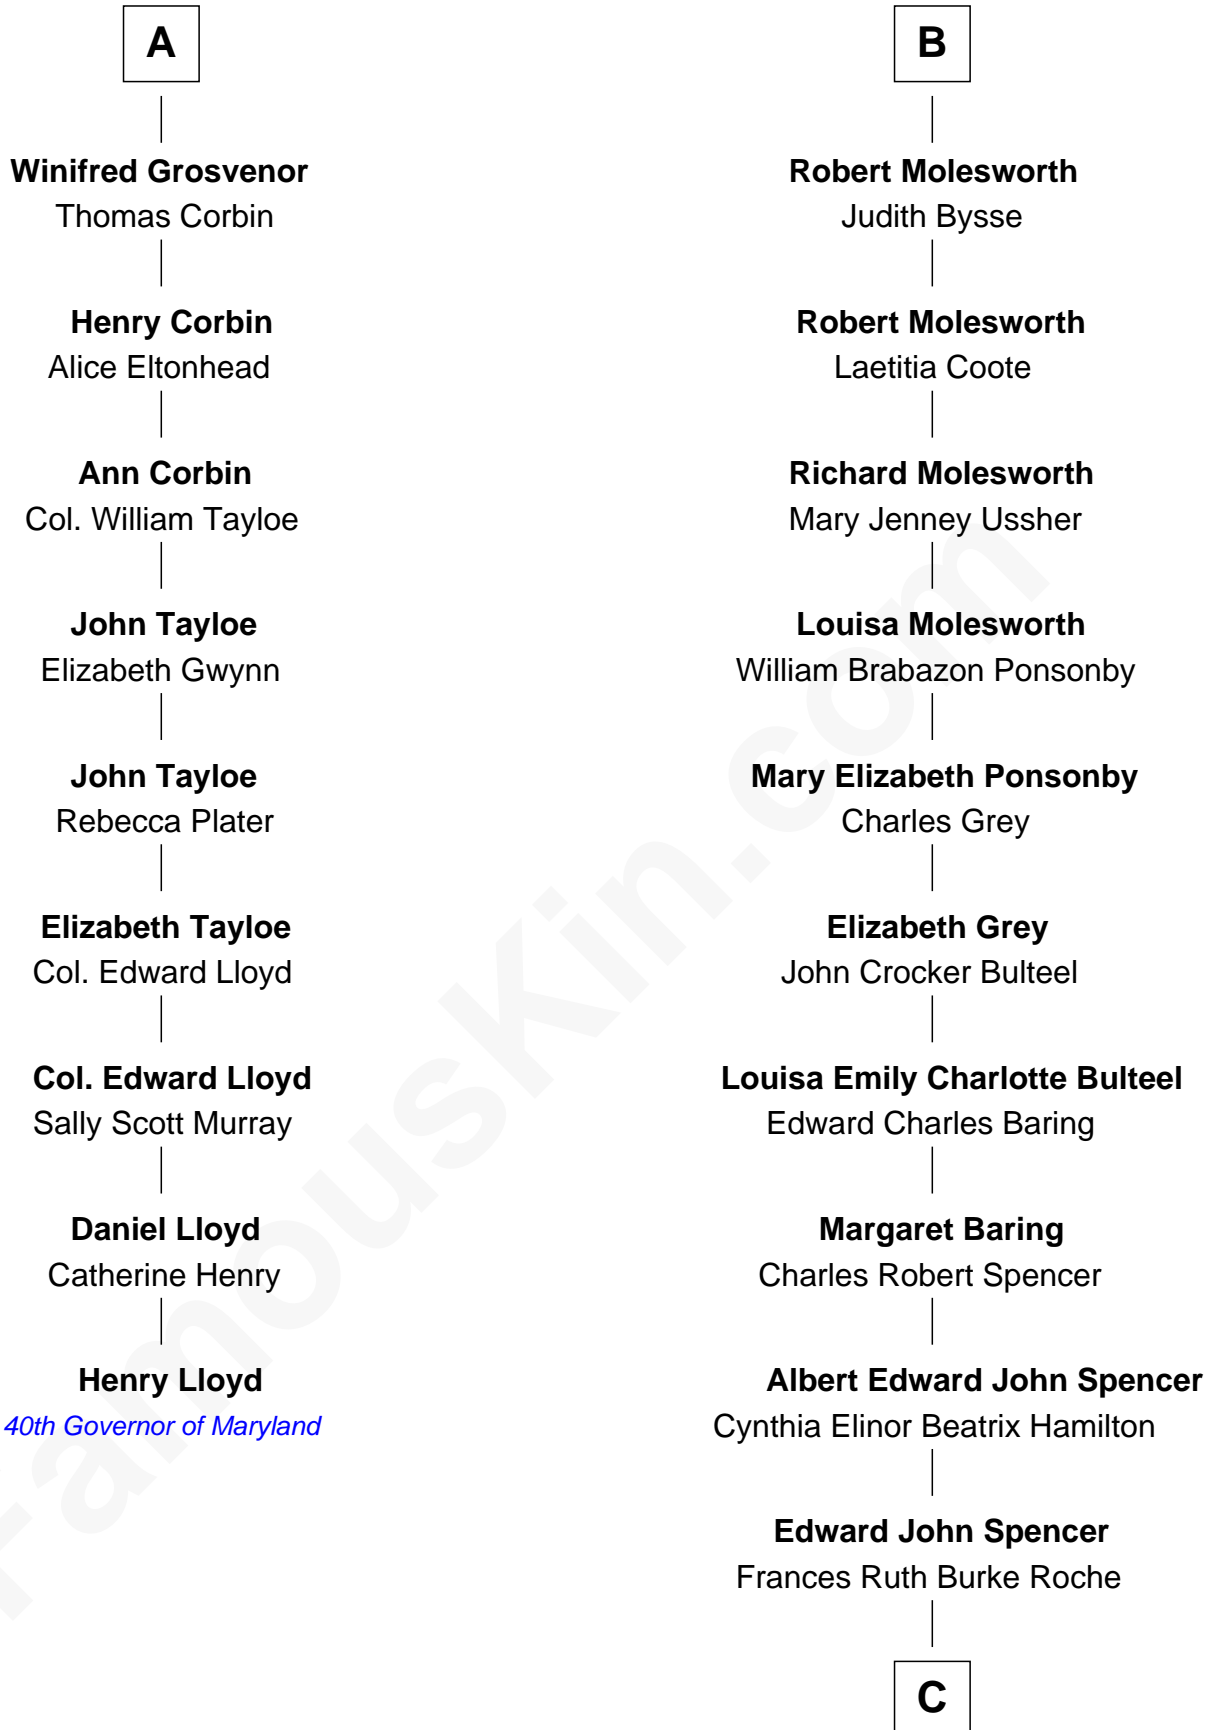 A
Winifred Grosvenor
Thomas Corbin
Henry Corbin
Alice Eltonhead
Ann Corbin
Col. William Tayloe
John Tayloe
Elizabeth Gwynn
John Tayloe
Rebecca Plater
Elizabeth Tayloe
Col. Edward Lloyd
Col. Edward Lloyd
Sally Scott Murray
Daniel Lloyd
Catherine Henry
Henry Lloyd
40th Governor of Maryland
B
Robert Molesworth
Judith Bysse
Robert Molesworth
Laetitia Coote
Richard Molesworth
Mary Jenney Ussher
Louisa Molesworth
William Brabazon Ponsonby
Mary Elizabeth Ponsonby
Charles Grey
Elizabeth Grey
John Crocker Bulteel
Louisa Emily Charlotte Bulteel
Edward Charles Baring
Margaret Baring
Charles Robert Spencer
Albert Edward John Spencer
Cynthia Elinor Beatrix Hamilton
Edward John Spencer
Frances Ruth Burke Roche
C
FamousKin.com